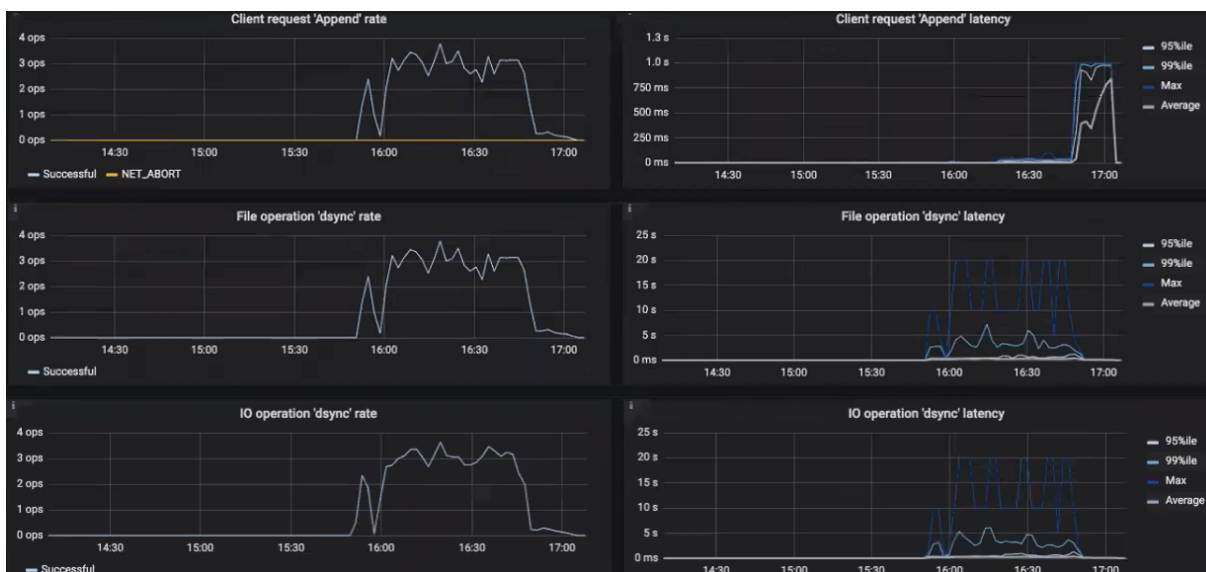 Client request 'Append' rate
4 ops
3 ops
2 ops
1 ops
0 ops
14:30 15:00 15:30 16:00 16:30 17:00
Successful NET_ABORT
Client request 'Append' latency
1.3 s
1.0 s
750 ms
500 ms
250 ms
0 ms
14:30 15:00 15:30 16:00 16:30 17:00
95%ile
99%ile
Max
Average
i
File operation 'dsync' rate
4 ops
3 ops
2 ops
1 ops
0 ops
14:30 15:00 15:30 16:00 16:30 17:00
Successful
i
File operation 'dsync' latency
25 s
20 s
15 s
10 s
5 s
0 ms
14:30 15:00 15:30 16:00 16:30 17:00
95%ile
99%ile
Max
Average
i
IO operation 'dsync' rate
4 ops
3 ops
2 ops
1 ops
0 ops
14:30 15:00 15:30 16:00 16:30 17:00
Successful
i
IO operation 'dsync' latency
25 s
20 s
15 s
10 s
5 s
0 ms
14:30 15:00 15:30 16:00 16:30 17:00
95%ile
99%ile
Max
Average